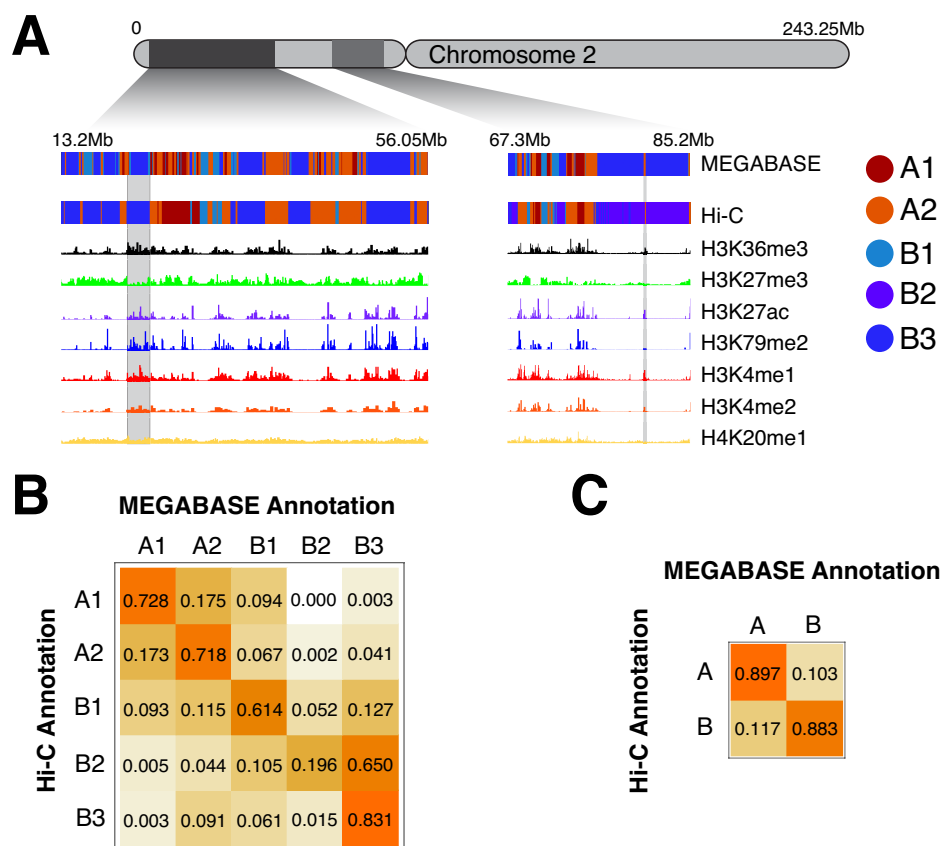 A
0
243.25Mb
Chromosome 2
13.2Mb
56.05Mb
67.3Mb
85.2Mb
MEGABASE
Hi-C
H3K36me3
H3K27me3
H3K27ac
H3K79me2
H3K4me1
H3K4me2
H4K20me1
A1
A2
B1
B2
B3
B
MEGABASE Annotation
A1 A2 B1 B2 B3
Hi-C Annotation
A1 0.728 0.175 0.094 0.000 0.003
A2 0.173 0.718 0.067 0.002 0.041
B1 0.093 0.115 0.614 0.052 0.127
B2 0.005 0.044 0.105 0.196 0.650
B3 0.003 0.091 0.061 0.015 0.831
C
MEGABASE Annotation
A B
Hi-C Annotation
A 0.897 0.103
B 0.117 0.883